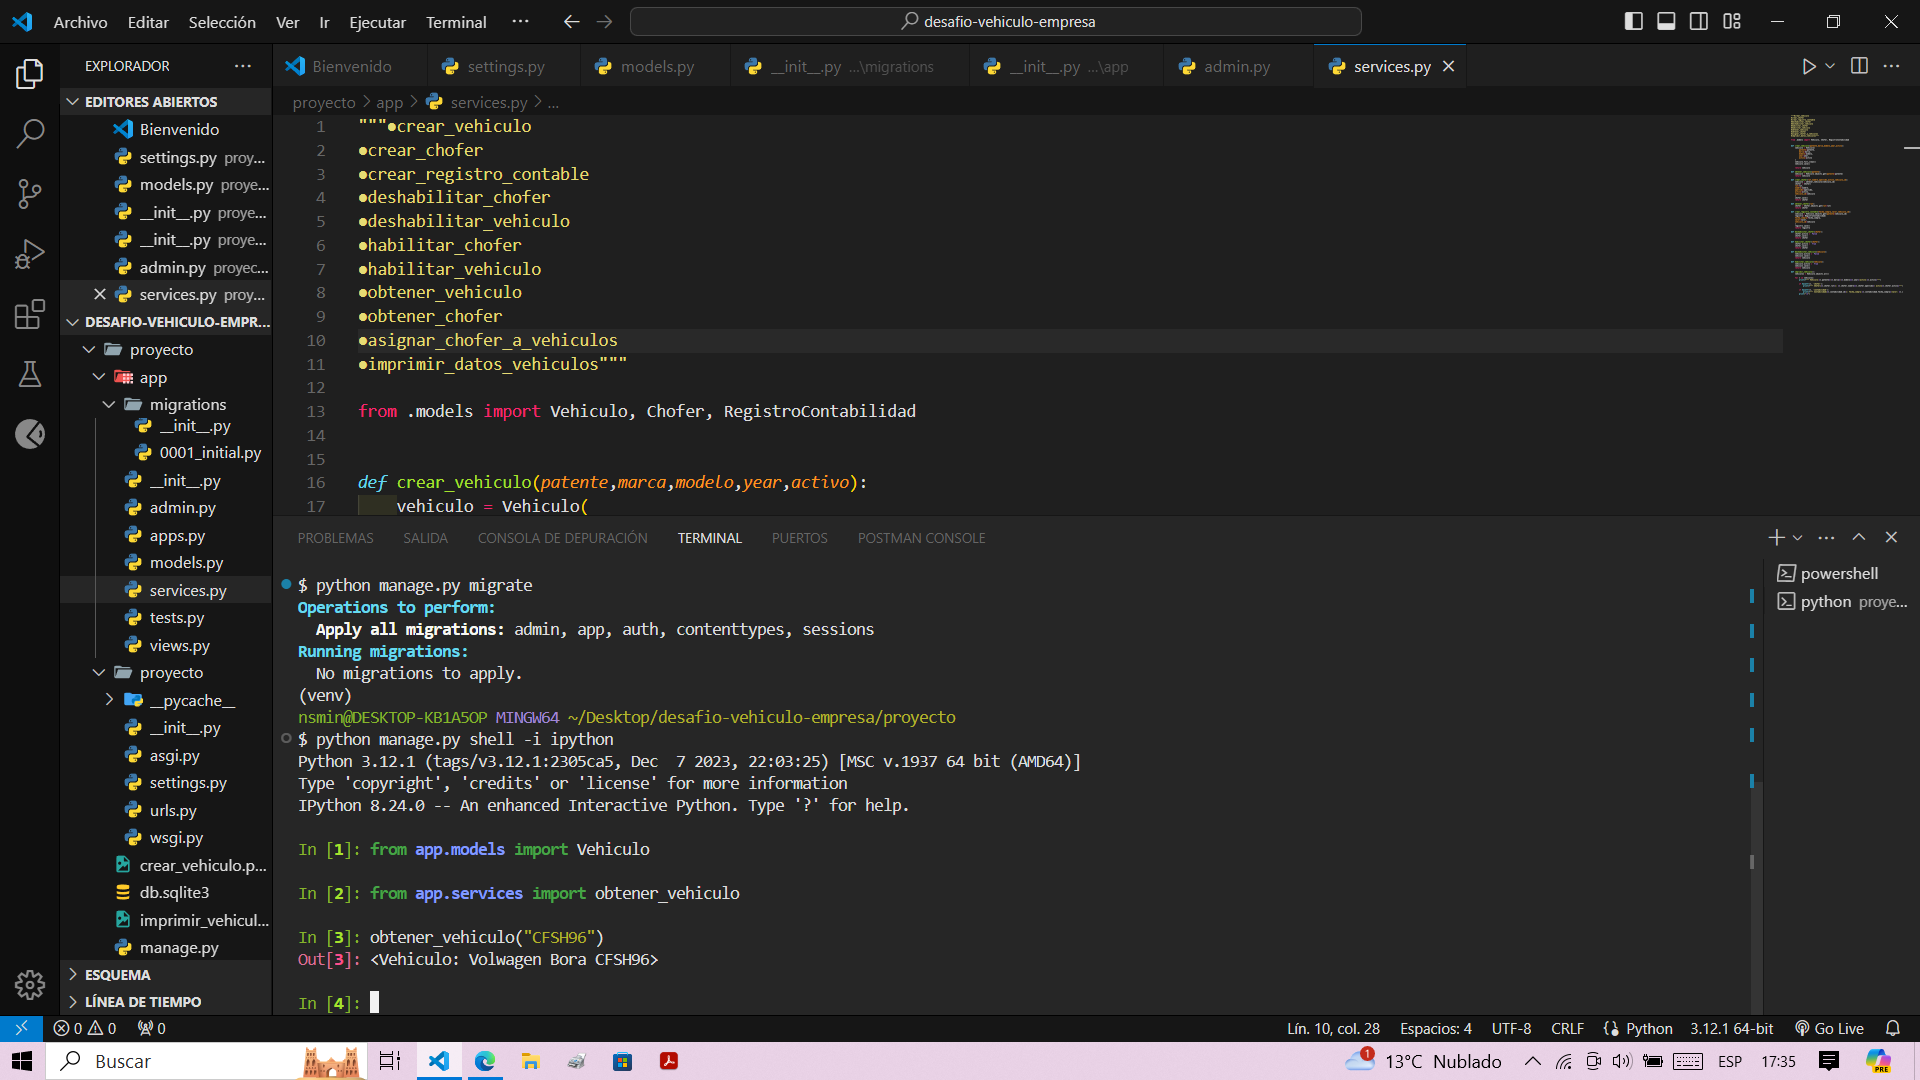 Archivo Editar Selección Ver Ir Ejecutar Terminal ··· desafio-vehiculo-empresa
EXPLORADOR ···
EDITORES ABIERTOS
Bienvenido
settings.py proy...
models.py proye...
__init__.py proye...
__init__.py proye...
admin.py proyec...
services.py proy...
DESAFIO-VEHICULO-EMPR...
proyecto
app
migrations
__init__.py
0001_initial.py
__init__.py
admin.py
apps.py
models.py
services.py
tests.py
views.py
proyecto
__pycache__
__init__.py
asgi.py
settings.py
urls.py
wsgi.py
crear_vehiculo.p...
db.sqlite3
imprimir_vehicul...
manage.py
ESQUEMA
LÍNEA DE TIEMPO
Bienvenido settings.py models.py __init__.py ...\migrations __init__.py ...\app admin.py services.py
proyecto > app > services.py > ...
1 """●crear_vehiculo
2 ●crear_chofer
3 ●crear_registro_contable
4 ●deshabilitar_chofer
5 ●deshabilitar_vehiculo
6 ●habilitar_chofer
7 ●habilitar_vehiculo
8 ●obtener_vehiculo
9 ●obtener_chofer
10 ●asignar_chofer_a_vehiculos
11 ●imprimir_datos_vehiculos"""
12
13 from .models import Vehiculo, Chofer, RegistroContabilidad
14
15
16 def crear_vehiculo(patente,marca,modelo,year,activo):
17 vehiculo = Vehiculo(
PROBLEMAS SALIDA CONSOLA DE DEPURACIÓN TERMINAL PUERTOS POSTMAN CONSOLE
$ python manage.py migrate
Operations to perform:
Apply all migrations: admin, app, auth, contenttypes, sessions
Running migrations:
No migrations to apply.
(venv)
nsmin@DESKTOP-KB1A5OP MINGW64 ~/Desktop/desafio-vehiculo-empresa/proyecto
$ python manage.py shell -i ipython
Python 3.12.1 (tags/v3.12.1:2305ca5, Dec  7 2023, 22:03:25) [MSC v.1937 64 bit (AMD64)]
Type 'copyright', 'credits' or 'license' for more information
IPython 8.24.0 -- An enhanced Interactive Python. Type '?' for help.
In [1]: from app.models import Vehiculo
In [2]: from app.services import obtener_vehiculo
In [3]: obtener_vehiculo("CFSH96")
Out[3]: <Vehiculo: Volwagen Bora CFSH96>
In [4]:
powershell
python proye...
0 0 0 Lín. 10, col. 28 Espacios: 4 UTF-8 CRLF Python 3.12.1 64-bit Go Live
Buscar 1 13°C Nublado ESP 17:35 PRE